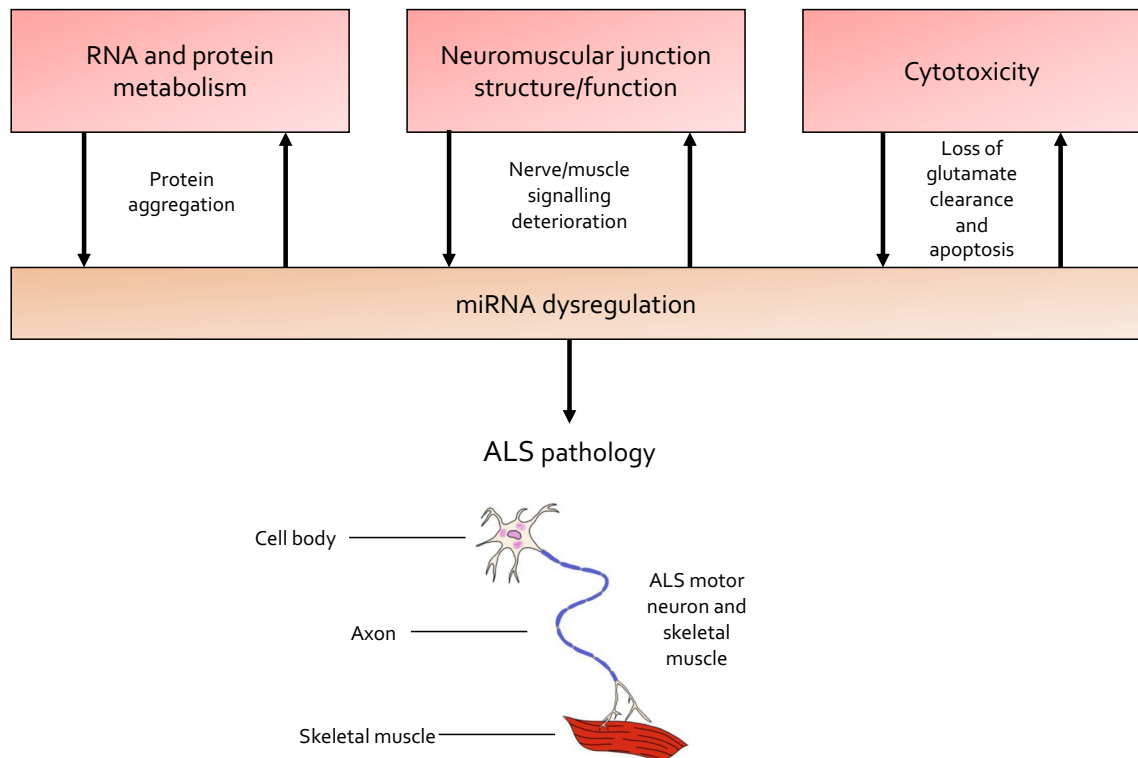 RNA and protein
metabolism
Neuromuscular junction
structure/function
Cytotoxicity
Protein
aggregation
Nerve/muscle
signalling
deterioration
Loss of
glutamate
clearance
and
apoptosis
miRNA dysregulation
ALS pathology
Cell body
Axon
ALS motor
neuron and
skeletal
muscle
Skeletal muscle